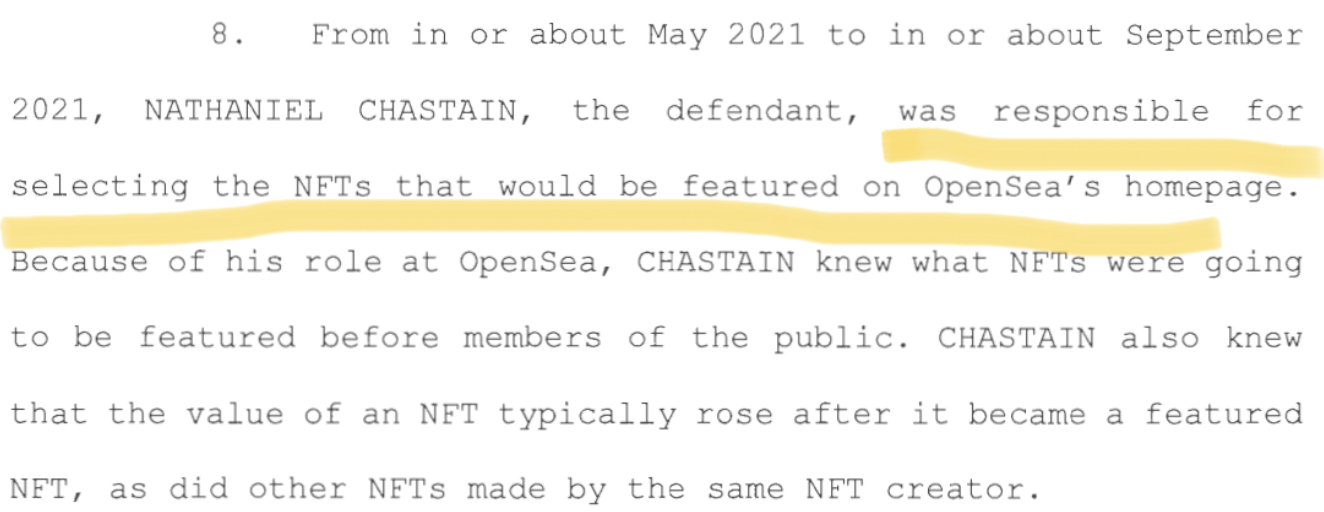 8. From in or about May 2021 to in or about September
2021, NATHANIEL CHASTAIN, the defendant, was responsible for
selecting the NFTs that would be featured on OpenSea's homepage.
Because of his role at OpenSea, CHASTAIN knew what NFTs were going
to be featured before members of the public. CHASTAIN also knew
that the value of an NFT typically rose after it became a featured
NFT, as did other NFTs made by the same NFT creator.